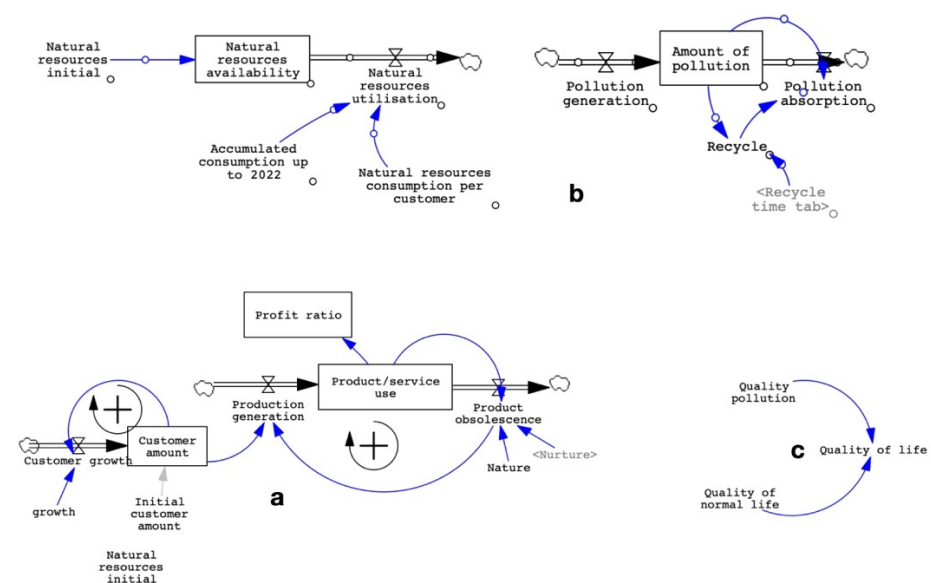 Natural
resources
initial
Natural
resources
availability
Natural
resources
utilisation
Accumulated
consumption up
to 2022
Natural resources
consumption per
customer
Amount of
pollution
Pollution
generation
Pollution
absorption
Recycle
<Recycle
time tab>
b
Profit ratio
Product/service
use
Production
generation
Product
obsolescence
Nature
<Nurture>
Customer
amount
Customer growth
growth
Initial
customer
amount
Natural
resources
initial
a
Quality
pollution
Quality of life
Quality of
normal life
c